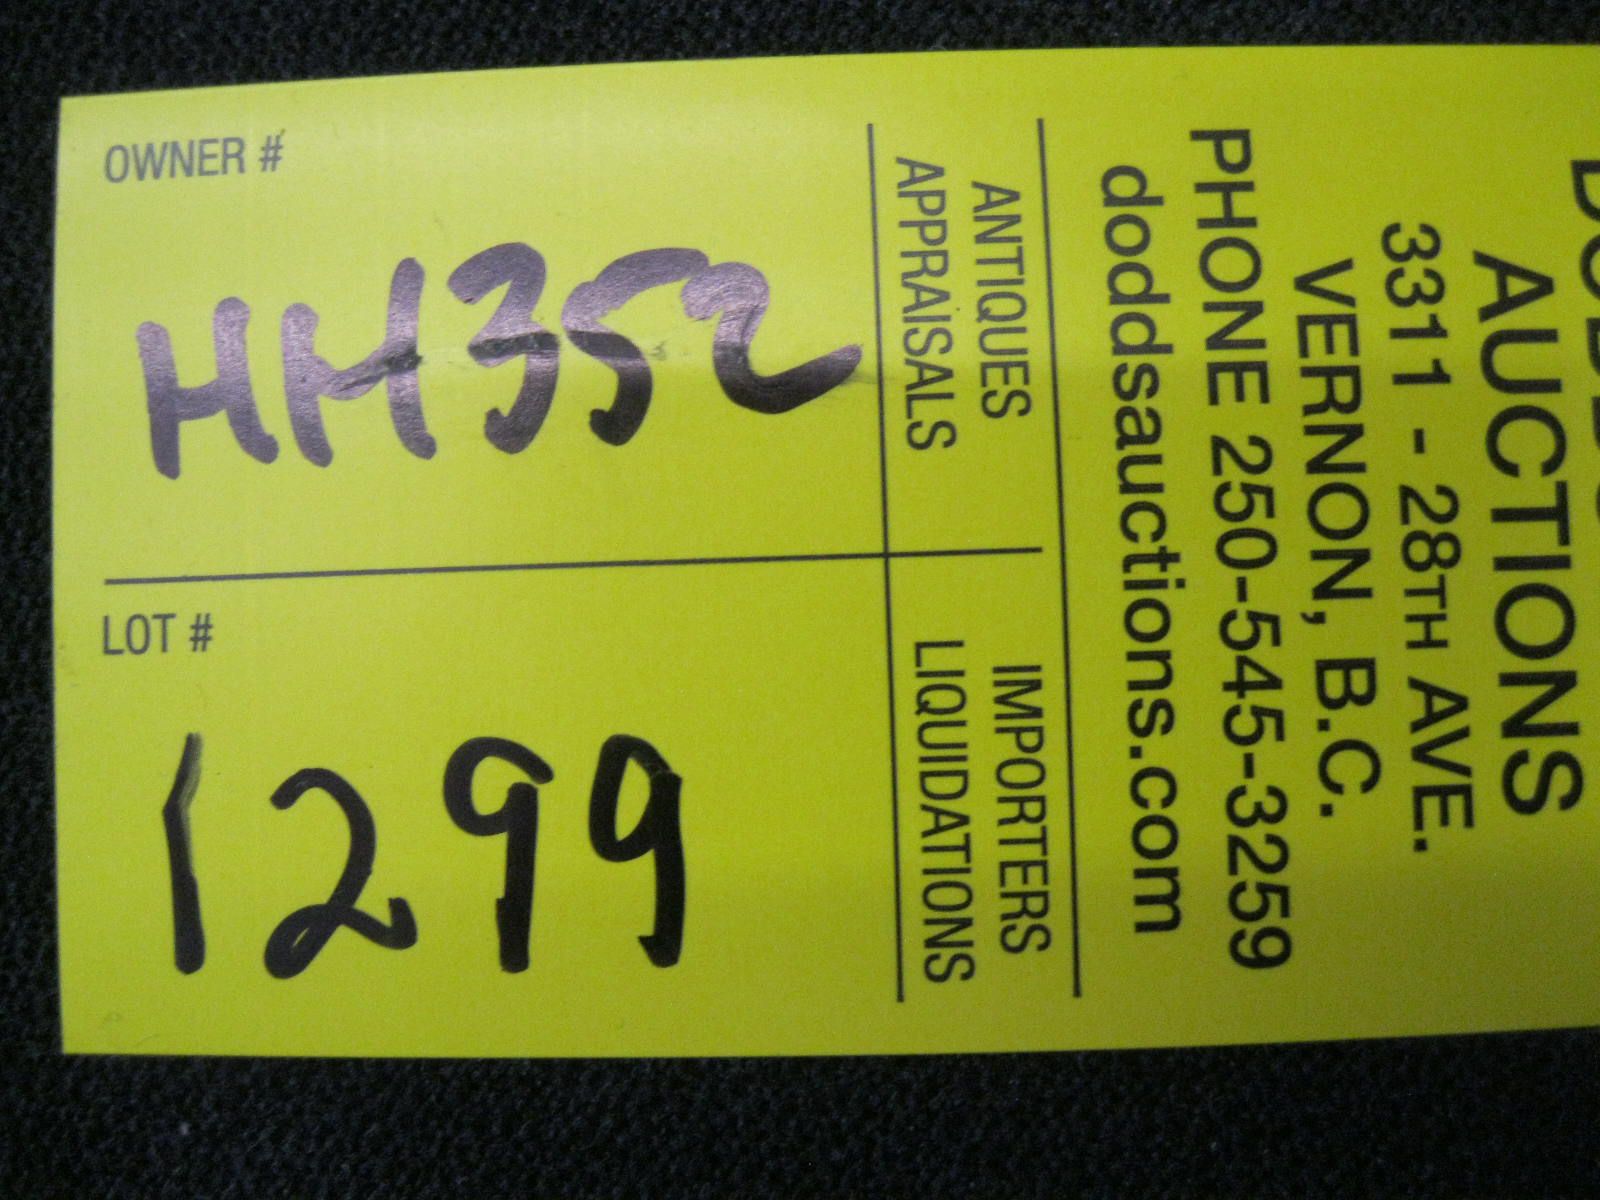 AUCTIONS
3311 - 28TH AVE.
VERNON, B.C.
PHONE 250-545-3259
doddsauctions.com
ANTIQUES
APPRAISALS
IMPORTERS
LIQUIDATIONS
OWNER #
HH352
LOT #
1299